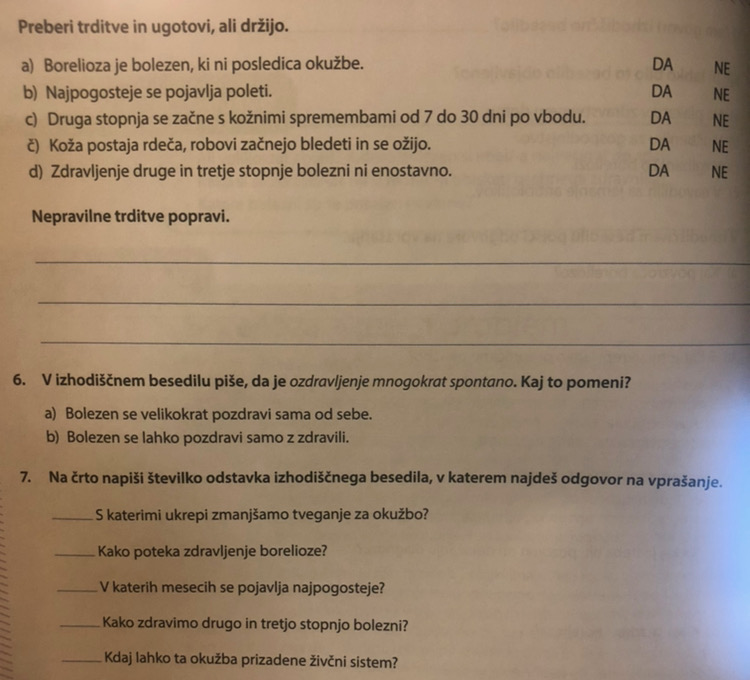 Preberi trditve in ugotovi, ali držijo.
a) Borelioza je bolezen, ki ni posledica okužbe. DA NE
b) Najpogosteje se pojavlja poleti. DA NE
c) Druga stopnja se začne s kožnimi spremembami od 7 do 30 dni po vbodu. DA NE
č) Koža postaja rdeča, robovi začnejo bledeti in se ožijo. DA NE
d) Zdravljenje druge in tretje stopnje bolezni ni enostavno. DA NE
Nepravilne trditve popravi.
6. V izhodiščnem besedilu piše, da je ozdravljenje mnogokrat spontano. Kaj to pomeni?
a) Bolezen se velikokrat pozdravi sama od sebe.
b) Bolezen se lahko pozdravi samo z zdravili.
7. Na črto napiši številko odstavka izhodiščnega besedila, v katerem najdeš odgovor na vprašanje.
S katerimi ukrepi zmanjšamo tveganje za okužbo?
Kako poteka zdravljenje borelioze?
V katerih mesecih se pojavlja najpogosteje?
Kako zdravimo drugo in tretjo stopnjo bolezni?
Kdaj lahko ta okužba prizadene živčni sistem?